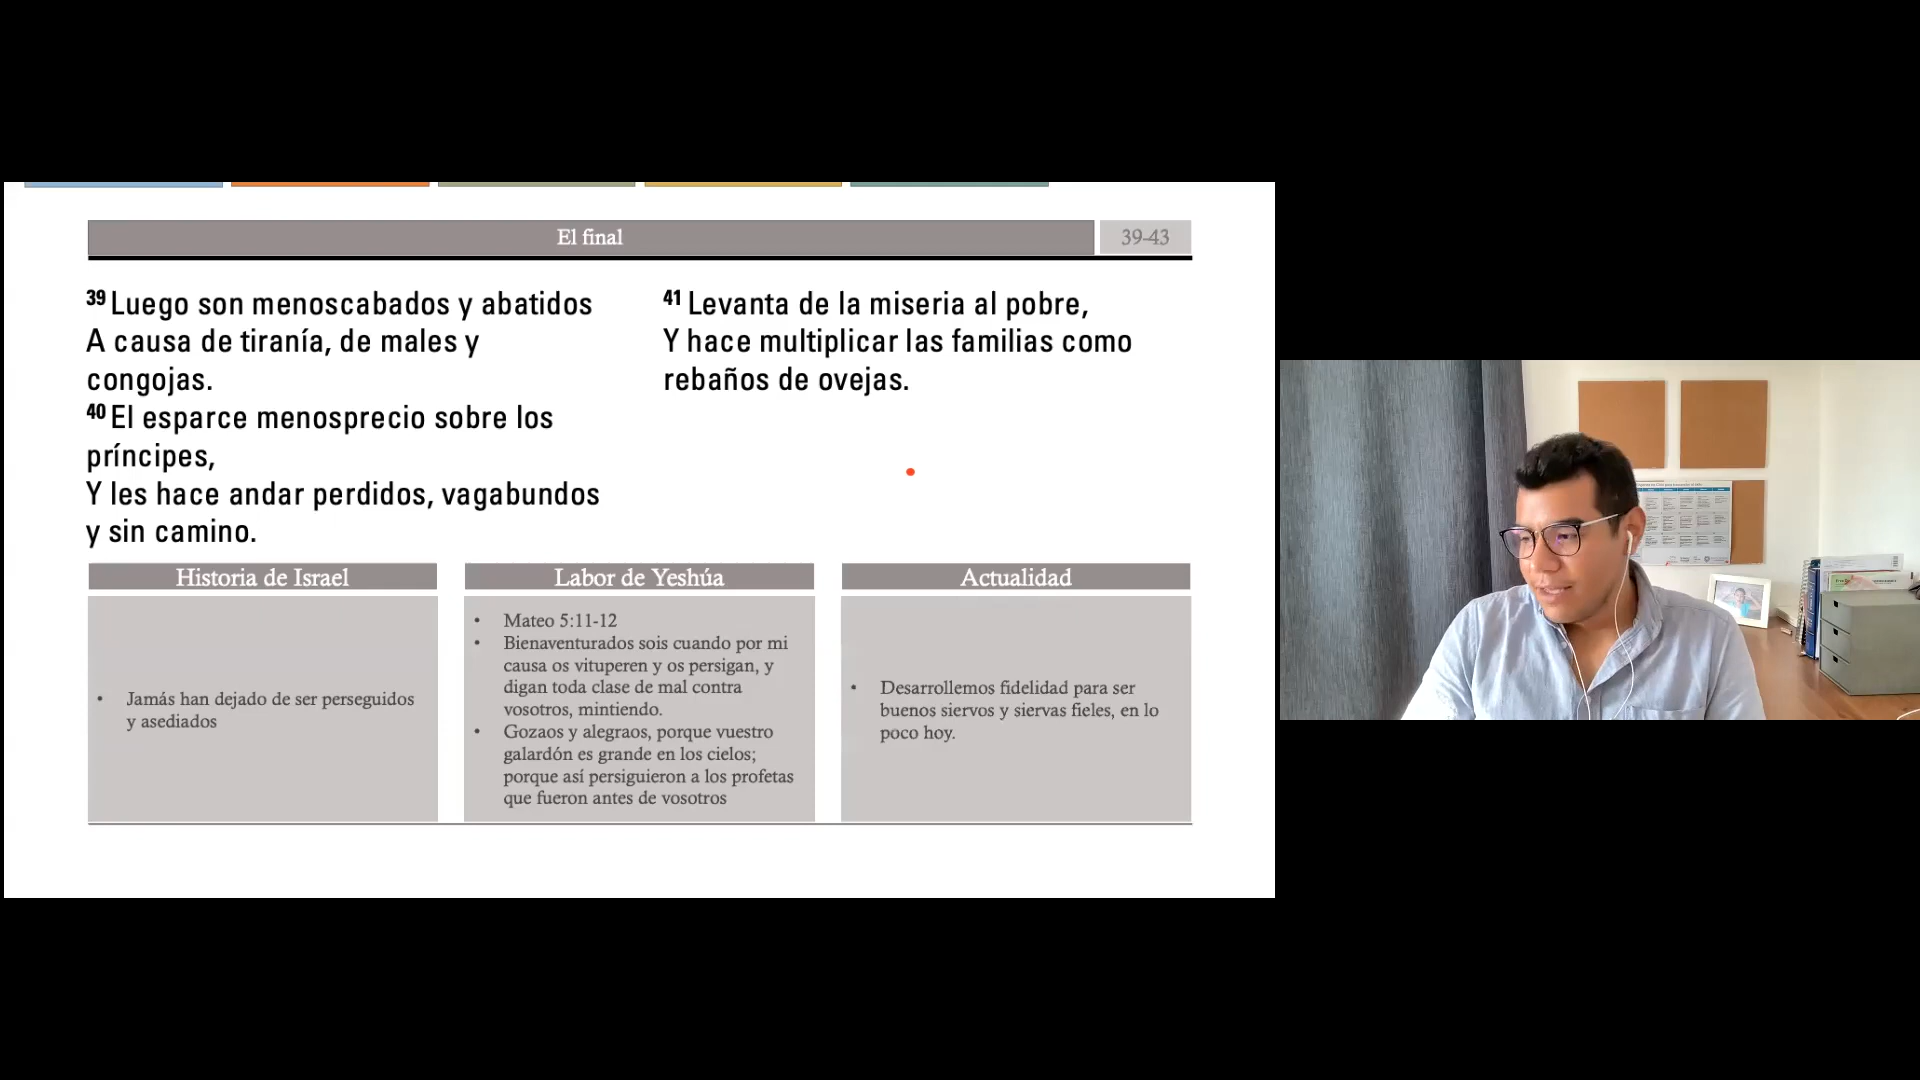 El final
39-43
39 Luego son menoscabados y abatidos
A causa de tiranía, de males y
congojas.
40 El esparce menosprecio sobre los
príncipes,
Y les hace andar perdidos, vagabundos
y sin camino.
41 Levanta de la miseria al pobre,
Y hace multiplicar las familias como
rebaños de ovejas.
Historia de Israel
• Jamás han dejado de ser perseguidos
y asediados
Labor de Yeshúa
• Mateo 5:11-12
• Bienaventurados sois cuando por mi
causa os vituperen y os persigan, y
digan toda clase de mal contra
vosotros, mintiendo.
• Gozaos y alegraos, porque vuestro
galardón es grande en los cielos;
porque así persiguieron a los profetas
que fueron antes de vosotros
Actualidad
• Desarrollemos fidelidad para ser
buenos siervos y siervas fieles, en lo
poco hoy.